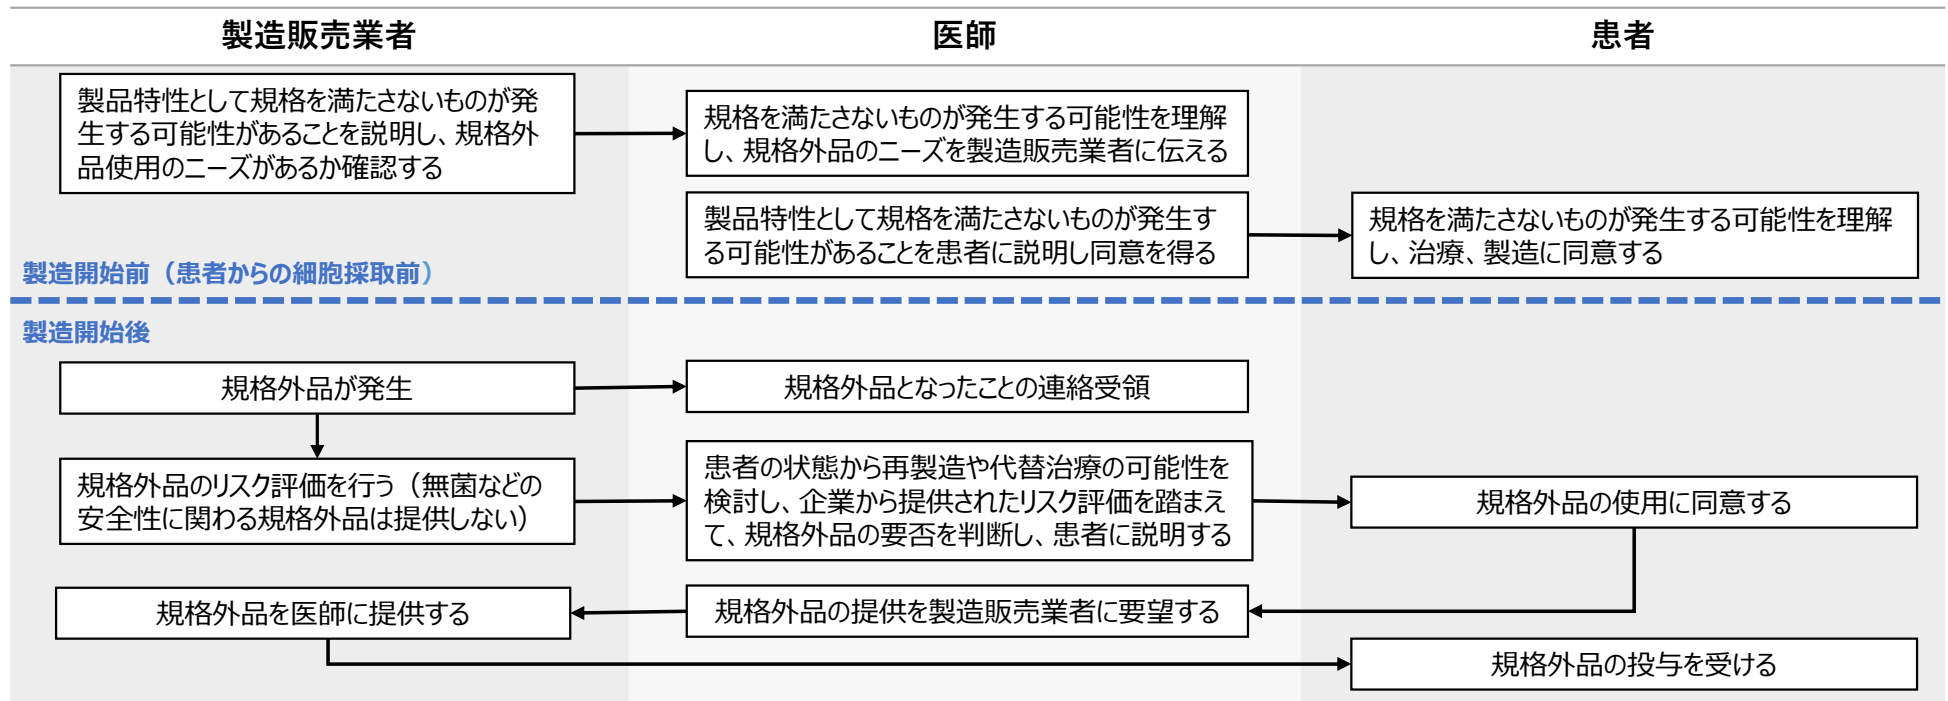 製造販売業者
医師
患者
製品特性として規格を満たさないものが発
生する可能性があることを説明し、規格外
品使用のニーズがあるか確認する
規格を満たさないものが発生する可能性を理解
し、規格外品のニーズを製造販売業者に伝える
製品特性として規格を満たさないものが発生す
る可能性があることを患者に説明し同意を得る
規格を満たさないものが発生する可能性を理解
し、治療、製造に同意する
製造開始前（患者からの細胞採取前）
製造開始後
規格外品が発生
規格外品となったことの連絡受領
規格外品のリスク評価を行う（無菌などの
安全性に関わる規格外品は提供しない）
患者の状態から再製造や代替治療の可能性を
検討し、企業から提供されたリスク評価を踏まえ
て、規格外品の要否を判断し、患者に説明する
規格外品の使用に同意する
規格外品を医師に提供する
規格外品の提供を製造販売業者に要望する
規格外品の投与を受ける